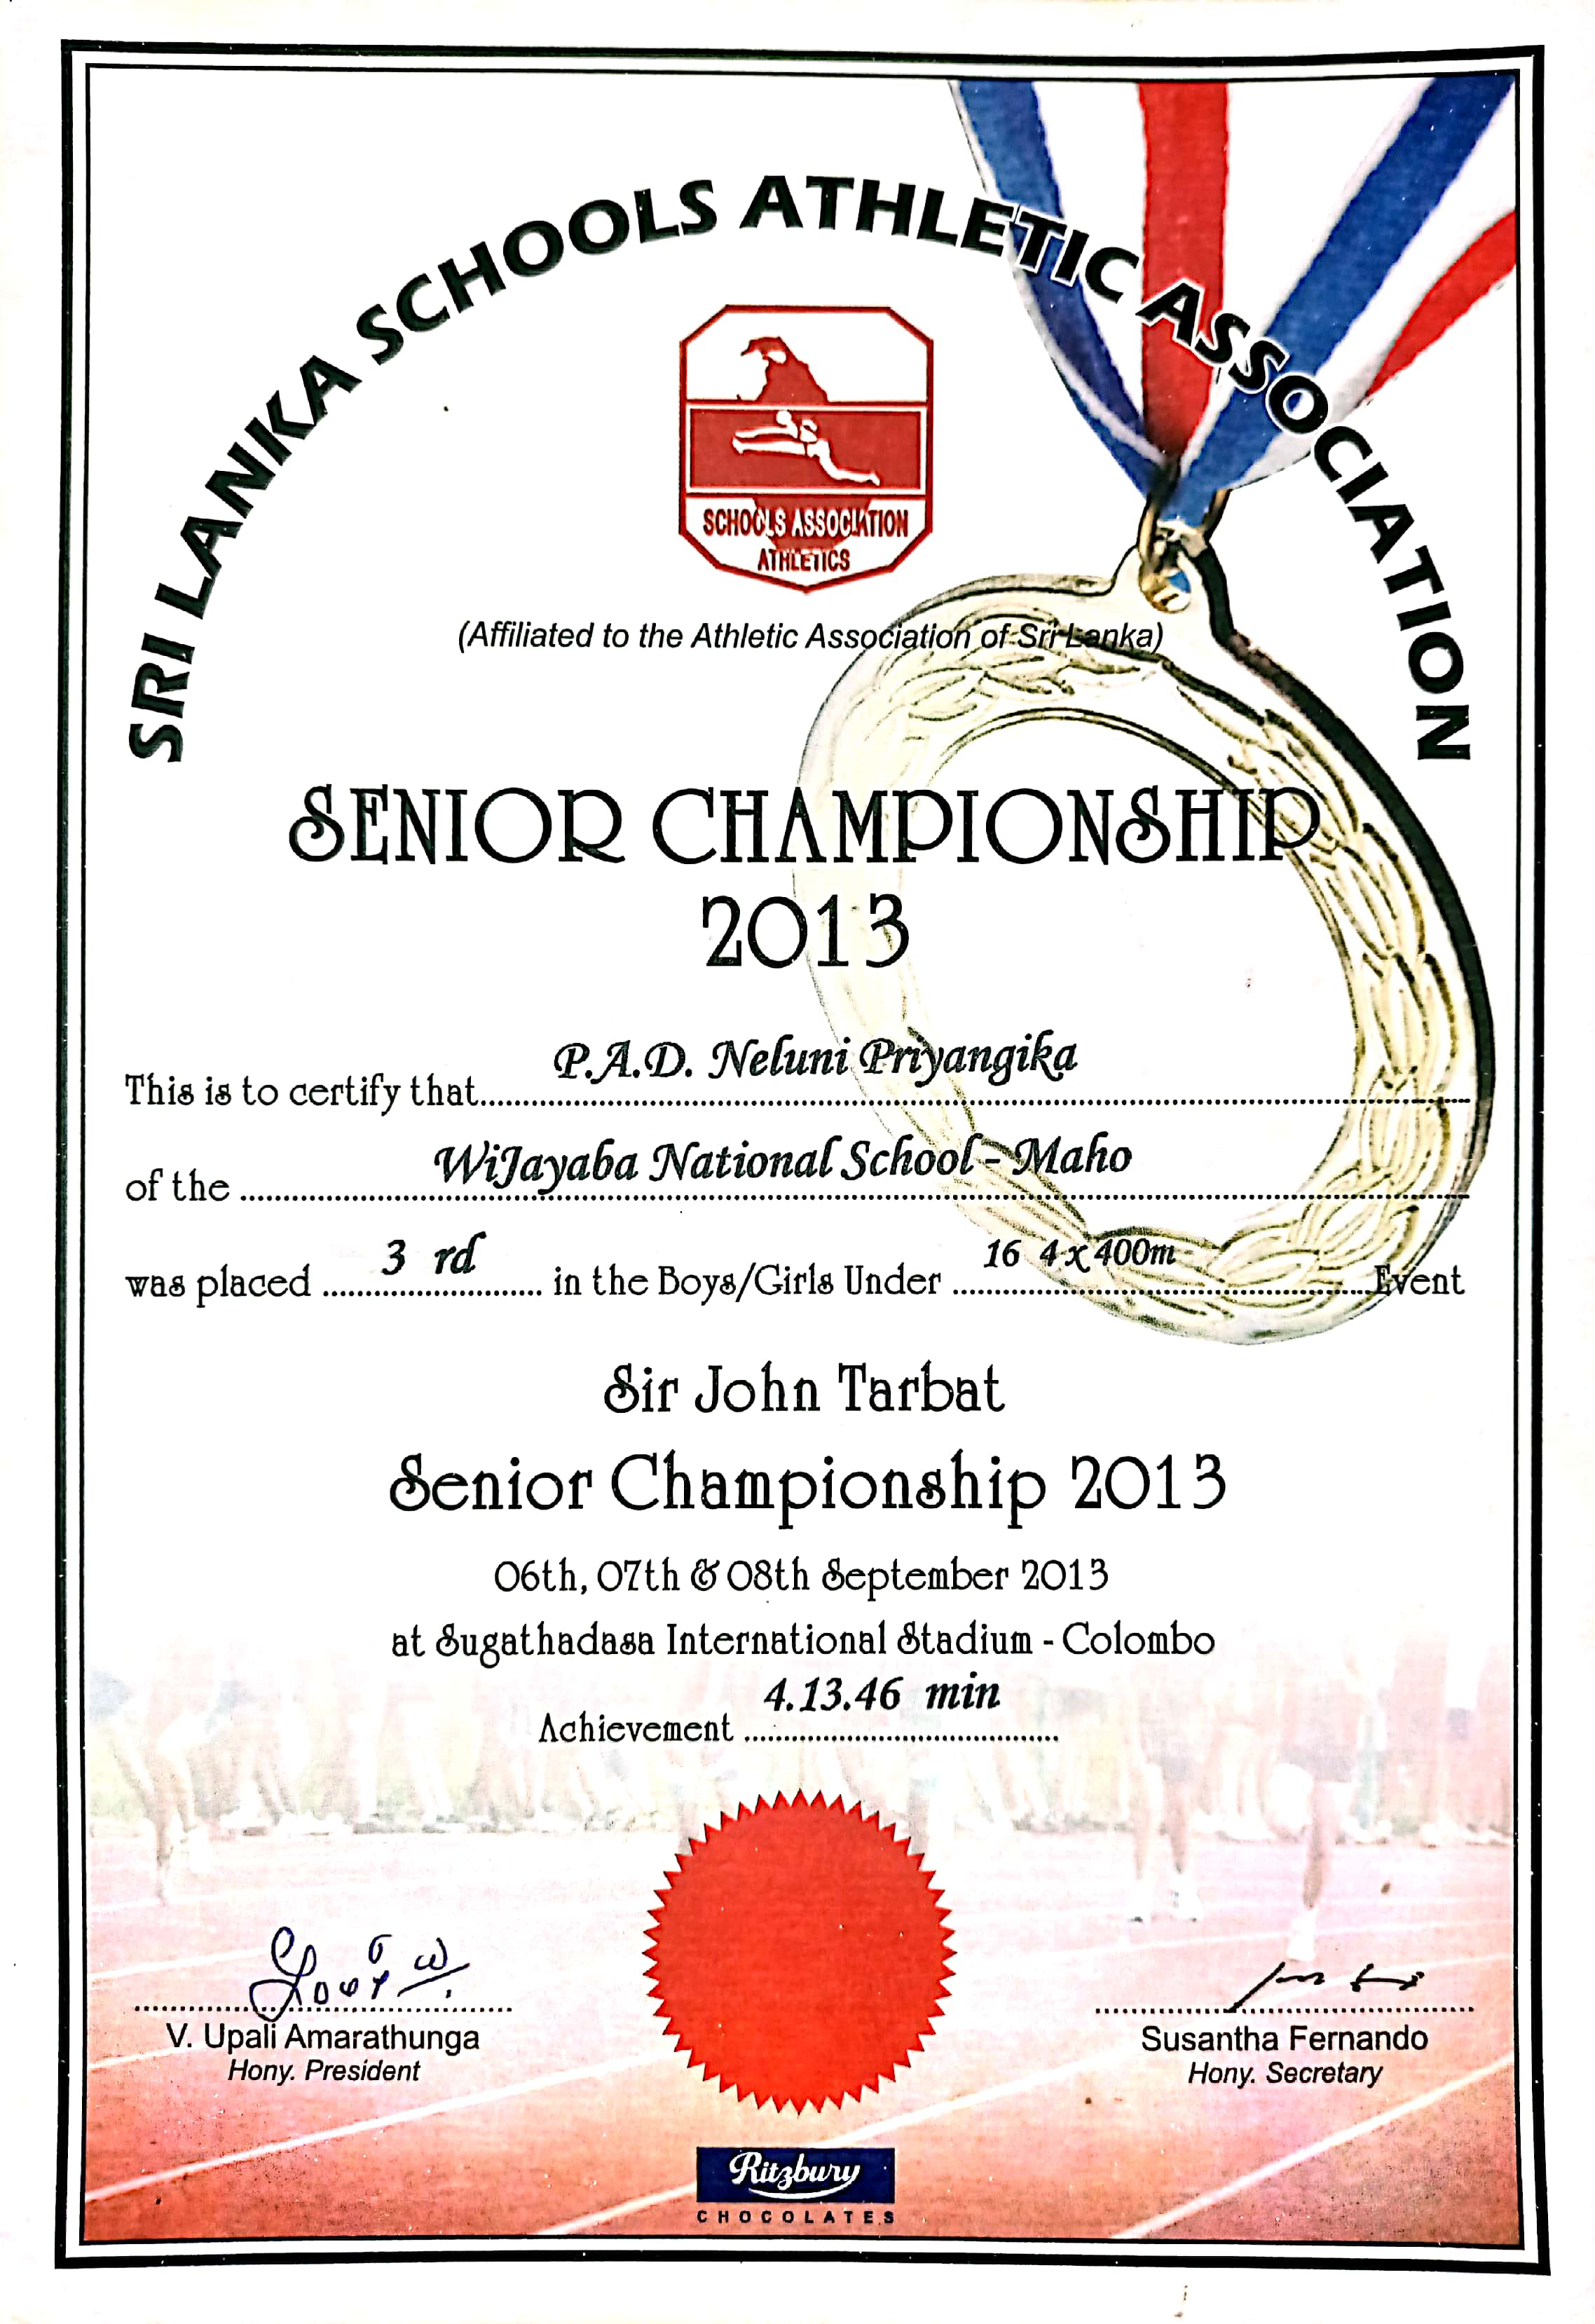 SRI LANKA SCHOOLS ATHLETIC ASSOCIATION
SCHOOLS ASSOCIATION
ATHLETICS
(Affiliated to the Athletic Association of Sri Lanka)
SENIOR CHAMPIONSHIP
2013
This is to certify that P.A.D. Neluni Priyangika
of the WiJayaba National School - Maho
was placed 3 rd in the Boys/Girls Under 16 4 x 400m Event
Sir John Tarbat
Senior Championship 2013
06th, 07th & 08th September 2013
at Sugathadasa International Stadium - Colombo
Achievement 4.13.46 min
V. Upali Amarathunga
Hony. President
Susantha Fernando
Hony. Secretary
Ritzbury
CHOCOLATES